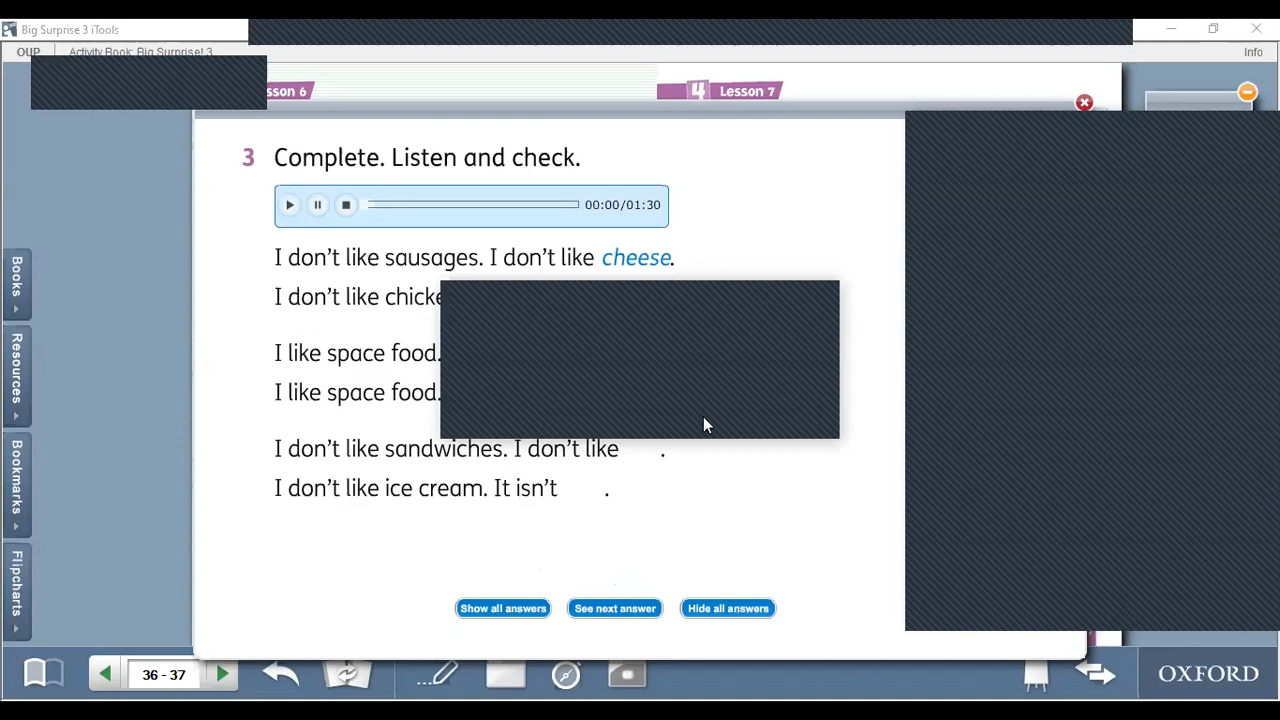 Big Surprise 3 iTools
OUP
Activity Book: Big Surprise! 3
Info
sson 6
4 Lesson 7
3 Complete. Listen and check.
00:00/01:30
I don't like sausages. I don't like cheese.
I don't like chicke
I like space food.
I like space food.
I don't like sandwiches. I don't like .
I don't like ice cream. It isn't .
Show all answers
See next answer
Hide all answers
Books
Resources
Bookmarks
Flipcharts
36 - 37
OXFORD